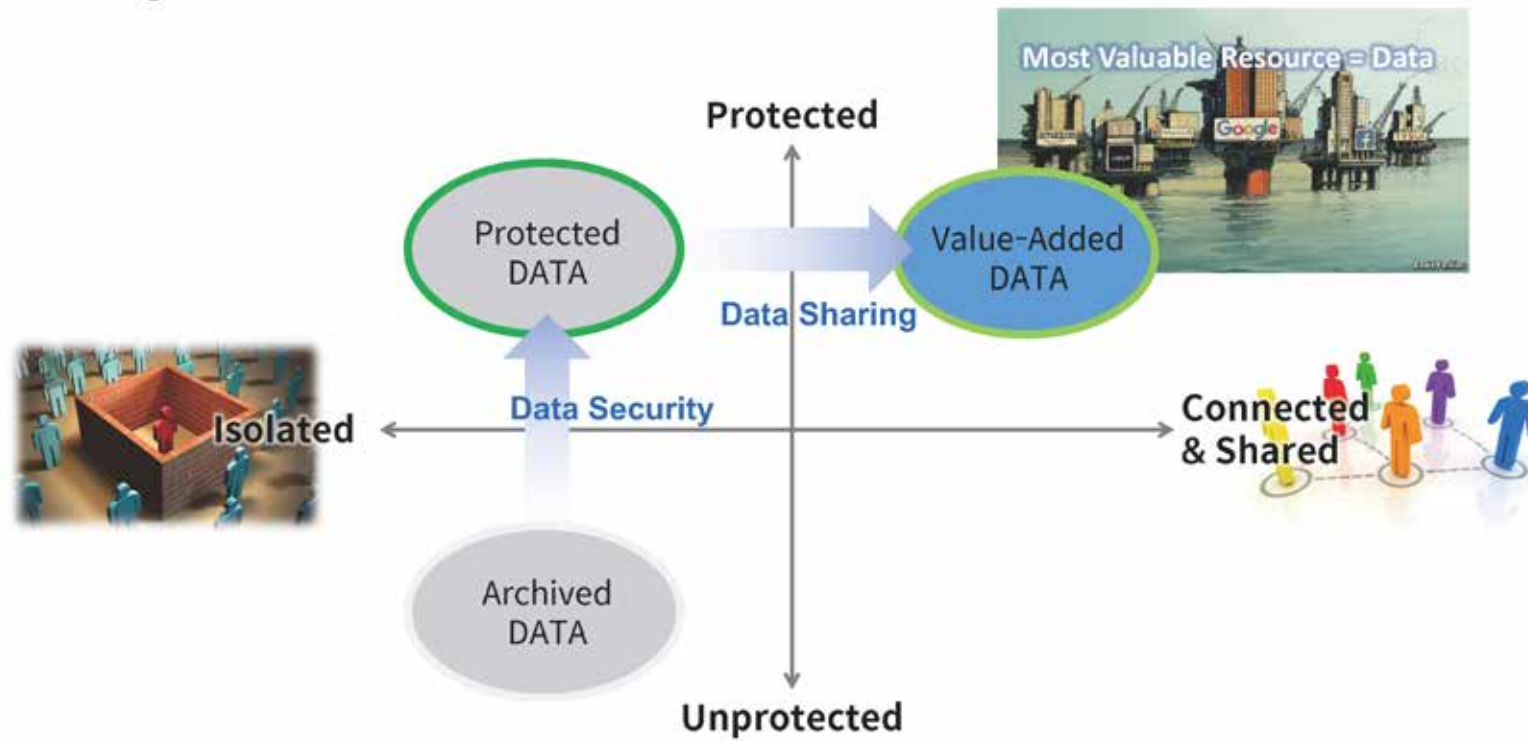 Most Valuable Resource = Data
Protected
Google
f
Protected
DATA
Value-Added
DATA
Data Sharing
Isolated
Data Security
Connected
& Shared
Archived
DATA
Unprotected